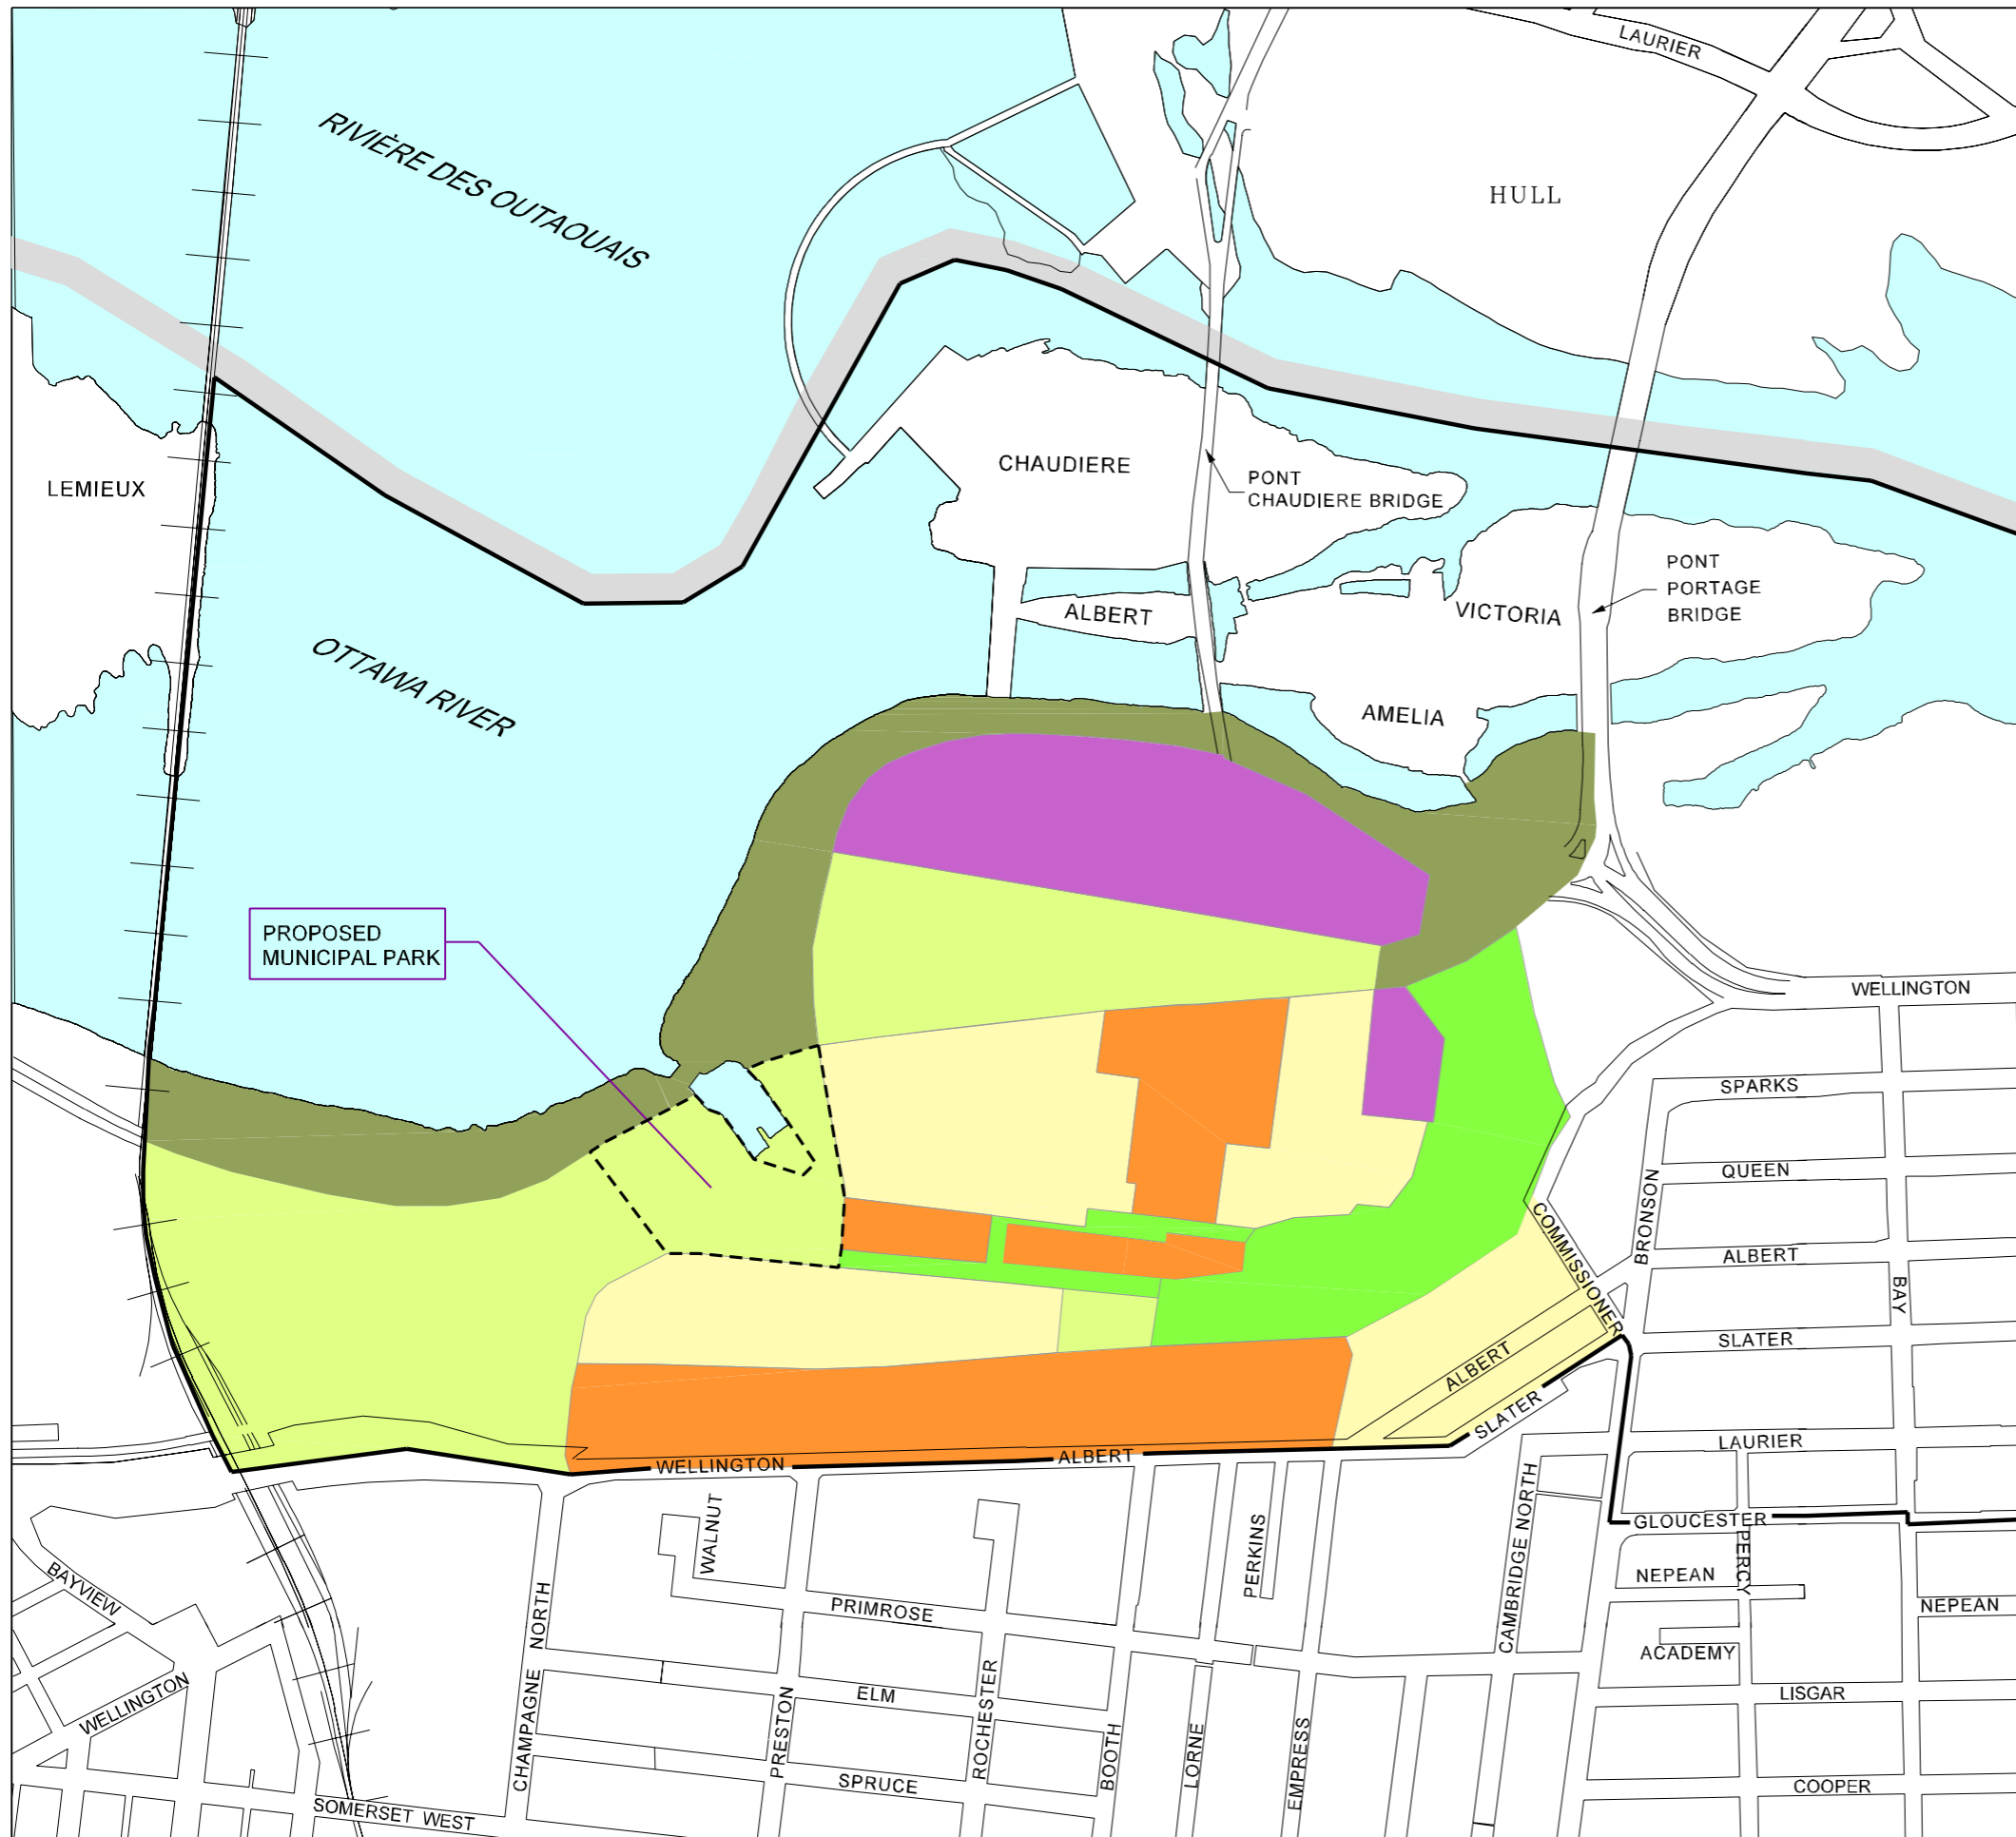 LAURIER
RIVIÈRE DES OUTAOUAIS
HULL
LEMIEUX
CHAUDIERE
PONT
CHAUDIERE BRIDGE
PONT
PORTAGE
BRIDGE
ALBERT
VICTORIA
OTTAWA RIVER
AMELIA
PROPOSED
MUNICIPAL PARK
WELLINGTON
SPARKS
QUEEN
BRONSON
COMMISSIONER
ALBERT
BAY
SLATER
ALBERT
SLATER
LAURIER
WELLINGTON
ALBERT
GLOUCESTER
PERCY
WALNUT
PERKINS
CAMBRIDGE NORTH
NEPEAN
NEPEAN
BAYVIEW
CHAMPAGNE NORTH
PRIMROSE
ACADEMY
WELLINGTON
PRESTON
ELM
ROCHESTER
BOOTH
LORNE
EMPRESS
LISGAR
SPRUCE
COOPER
SOMERSET WEST